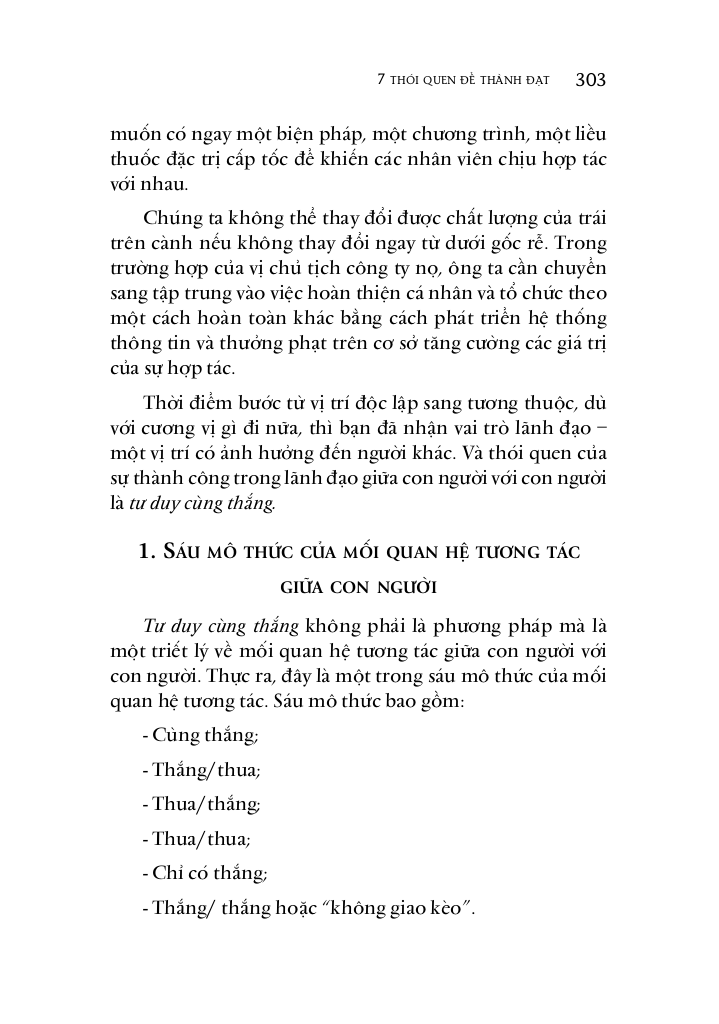 7 THÓI QUEN ĐỂ THÀNH ĐẠT 303
muốn có ngay một biện pháp, một chương trình, một liều
thuốc đặc trị cấp tốc để khiến các nhân viên chịu hợp tác
với nhau.
Chúng ta không thể thay đổi được chất lượng của trái
trên cành nếu không thay đổi ngay từ dưới gốc rễ. Trong
trường hợp của vị chủ tịch công ty nọ, ông ta cần chuyển
sang tập trung vào việc hoàn thiện cá nhân và tổ chức theo
một cách hoàn toàn khác bằng cách phát triển hệ thống
thông tin và thưởng phạt trên cơ sở tăng cường các giá trị
của sự hợp tác.
Thời điểm bước từ vị trí độc lập sang tương thuộc, dù
với cương vị gì đi nữa, thì bạn đã nhận vai trò lãnh đạo –
một vị trí có ảnh hưởng đến người khác. Và thói quen của
sự thành công trong lãnh đạo giữa con người với con người
là tư duy cùng thắng.
1. SÁU MÔ THỨC CỦA MỐI QUAN HỆ TƯƠNG TÁC
GIỮA CON NGƯỜI
Tư duy cùng thắng không phải là phương pháp mà là
một triết lý về mối quan hệ tương tác giữa con người với
con người. Thực ra, đây là một trong sáu mô thức của mối
quan hệ tương tác. Sáu mô thức bao gồm:
- Cùng thắng;
- Thắng/thua;
- Thua/thắng;
- Thua/thua;
- Chỉ có thắng;
- Thắng/ thắng hoặc “không giao kèo”.